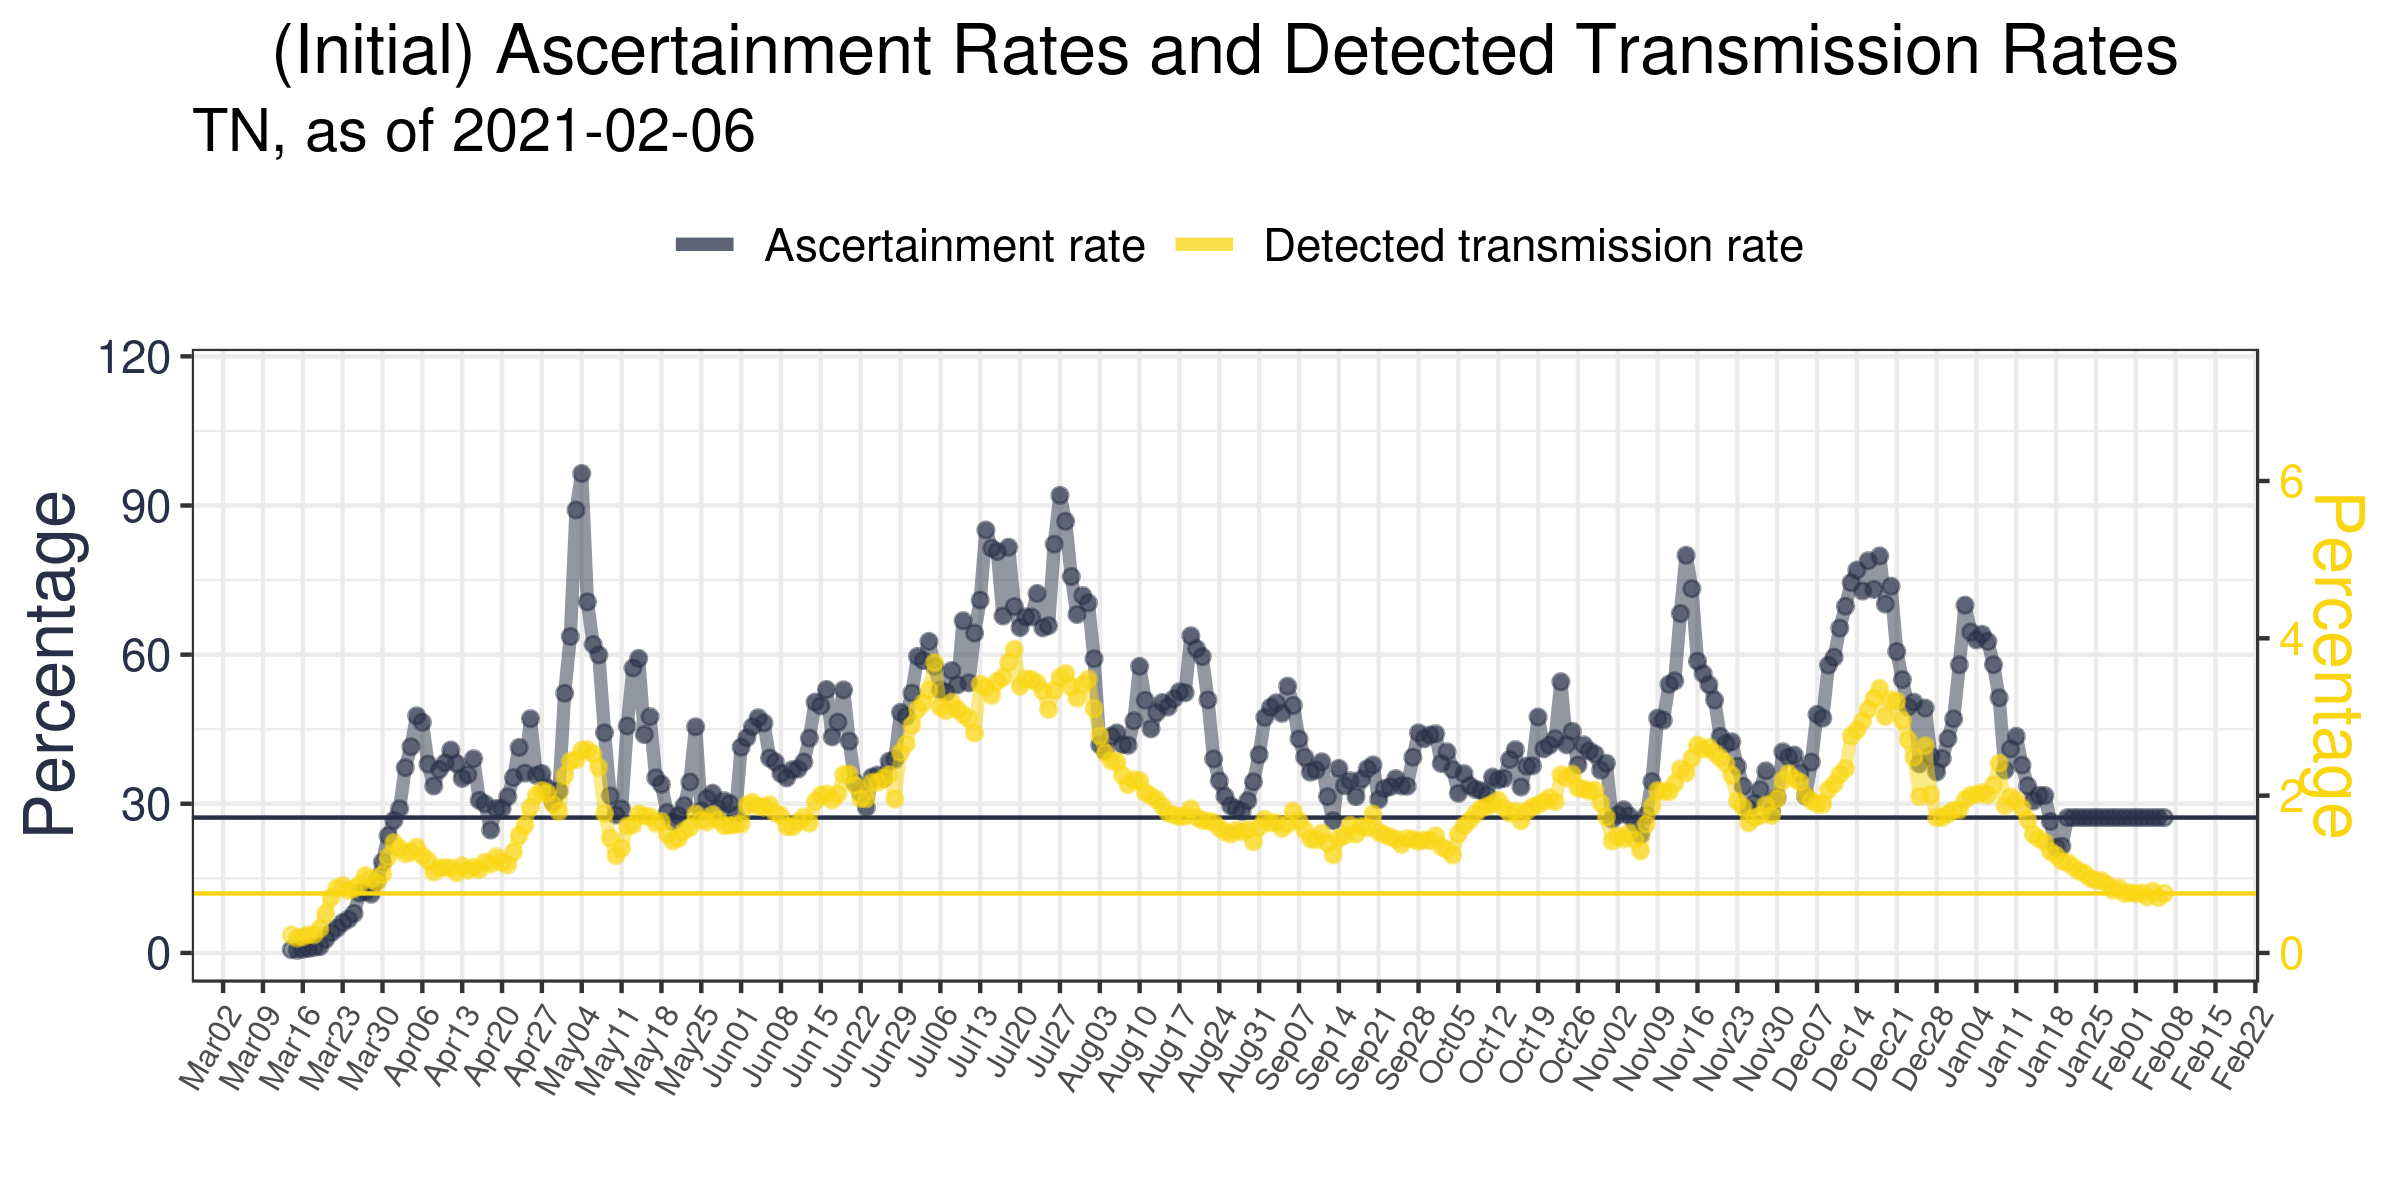 (Initial) Ascertainment Rates and Detected Transmission Rates
TN, as of 2021-02-06
Ascertainment rate
Detected transmission rate
Percentage
120
90
60
30
0
6
4
2
0
Percentage
Mar02
Mar09
Mar16
Mar23
Mar30
Apr06
Apr13
Apr20
Apr27
May04
May11
May18
May25
Jun01
Jun08
Jun15
Jun22
Jun29
Jul06
Jul13
Jul20
Jul27
Aug03
Aug10
Aug17
Aug24
Aug31
Sep07
Sep14
Sep21
Sep28
Oct05
Oct12
Oct19
Oct26
Nov02
Nov09
Nov16
Nov23
Nov30
Dec07
Dec14
Dec21
Dec28
Jan04
Jan11
Jan18
Jan25
Feb01
Feb08
Feb15
Feb22